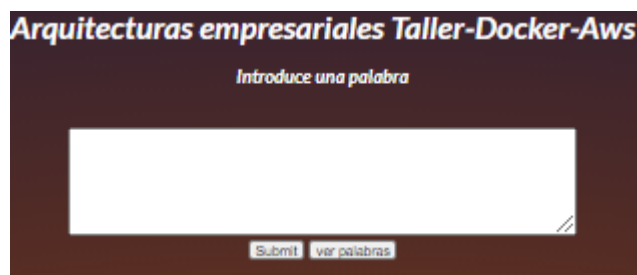 Arquitecturas empresariales Taller-Docker-Aws
Introduce una palabra
Submit ver palabras